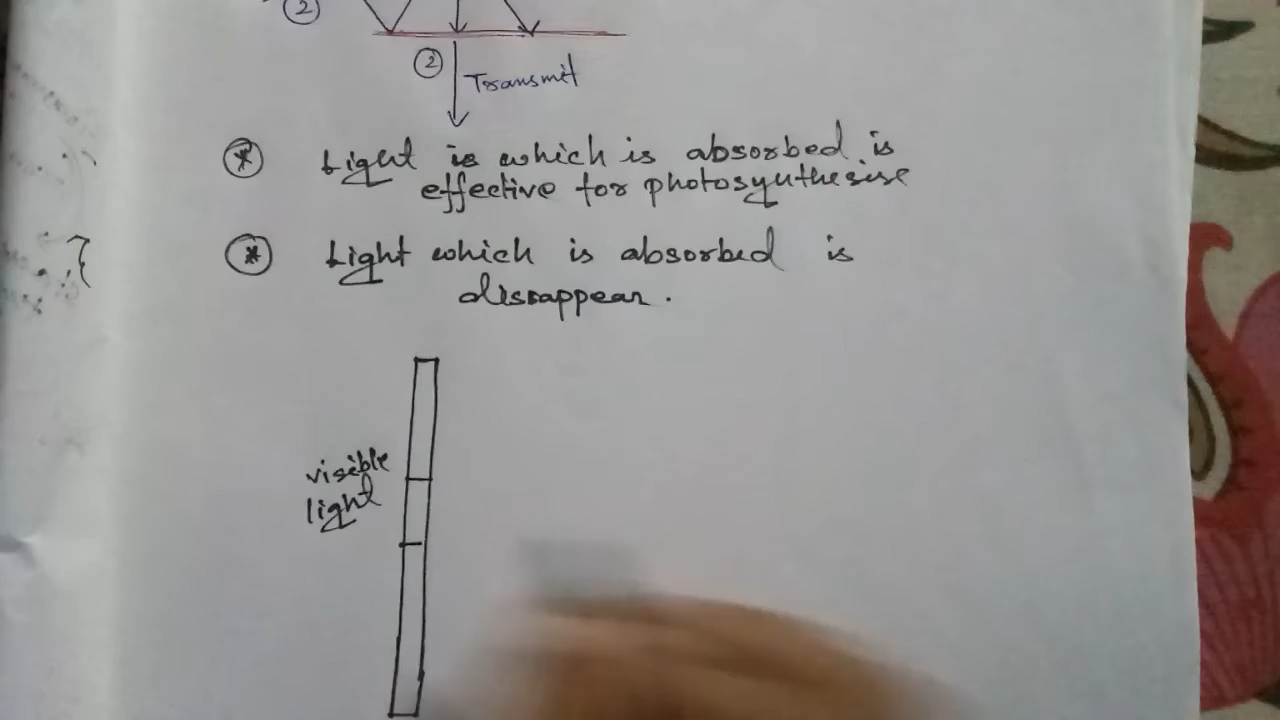 2
2
Transmit
* Light is which is absorbed is
effective for photosynthesise
* Light which is absorbed is
dissappear.
visible
light